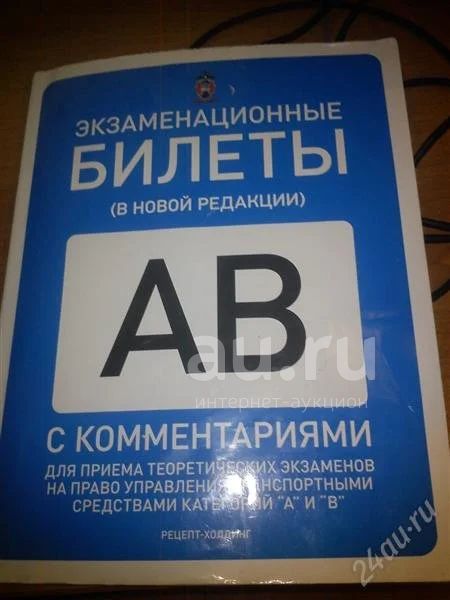 ЭКЗАМЕНАЦИОННЫЕ
БИЛЕТЫ
(В НОВОЙ РЕДАКЦИИ)
АВ
au.ru
интернет-аукцион
С КОММЕНТАРИЯМИ
ДЛЯ ПРИЕМА ТЕОРЕТИЧЕСКИХ ЭКЗАМЕНОВ
НА ПРАВО УПРАВЛЕНИЯ ТРАНСПОРТНЫМИ
СРЕДСТВАМИ КАТЕГОРИЙ "А" И "В"
РЕЦЕПТ-ХОЛДИНГ
24au.ru